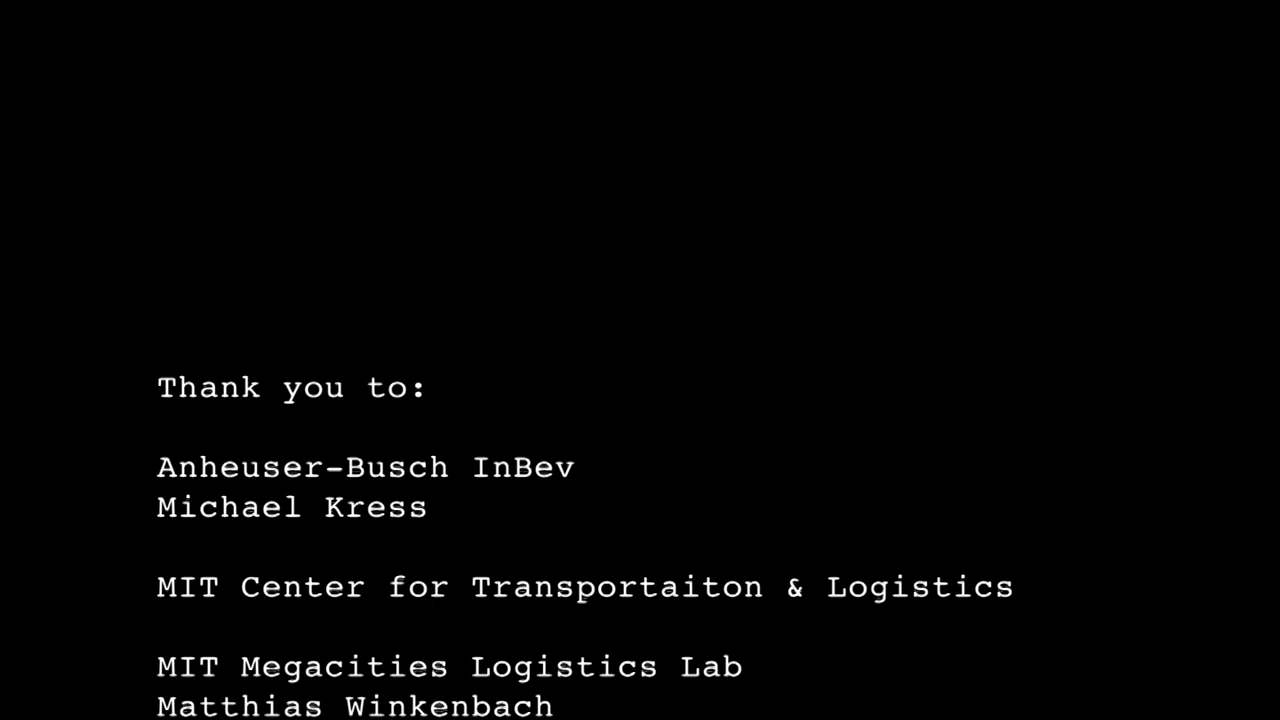 Thank you to:
Anheuser-Busch InBev
Michael Kress
MIT Center for Transportaiton & Logistics
MIT Megacities Logistics Lab
Matthias Winkenbach